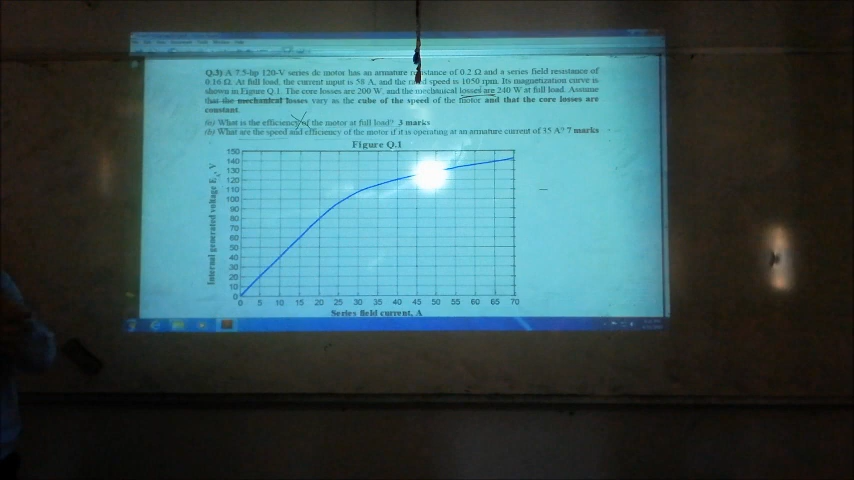 Q.3) A 7.5-hp 120-V series dc motor has an armature resistance of 0.2 Ω and a series field resistance of
0.16 Ω. At full load, the current input is 58 A, and the rated speed is 1050 rpm. Its magnetization curve is
shown in Figure Q.1. The core losses are 200 W, and the mechanical losses are 240 W at full load. Assume
that the mechanical losses vary as the cube of the speed of the motor and that the core losses are
constant.
(a) What is the efficiency of the motor at full load? 3 marks
(b) What are the speed and efficiency of the motor if it is operating at an armature current of 35 A? 7 marks
Figure Q.1
150
140
130
120
110
100
90
80
70
60
50
40
30
20
10
0
Internal generated voltage E_A, V
0 5 10 15 20 25 30 35 40 45 50 55 60 65 70
Series field current, A